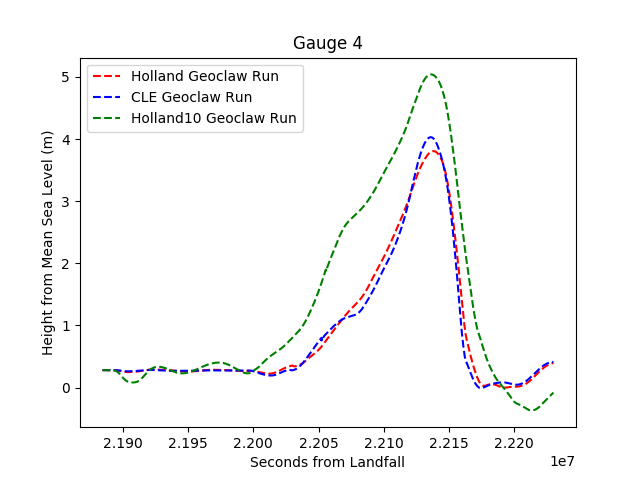 Gauge 4
Holland Geoclaw Run
CLE Geoclaw Run
Holland10 Geoclaw Run
Height from Mean Sea Level (m)
5
4
3
2
1
0
2.190 2.195 2.200 2.205 2.210 2.215 2.220
1e7
Seconds from Landfall